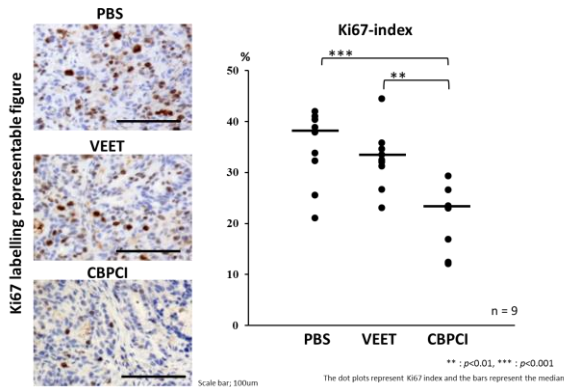 PBS
VEET
CBPCI
Ki67 labelling representable figure
Scale bar; 100um
Ki67-index
%
***
**
50
40
30
20
10
0
n = 9
PBS VEET CBPCI
** : p<0.01, *** : p<0.001
The dot plots represent Ki67 index and the bars represent the median